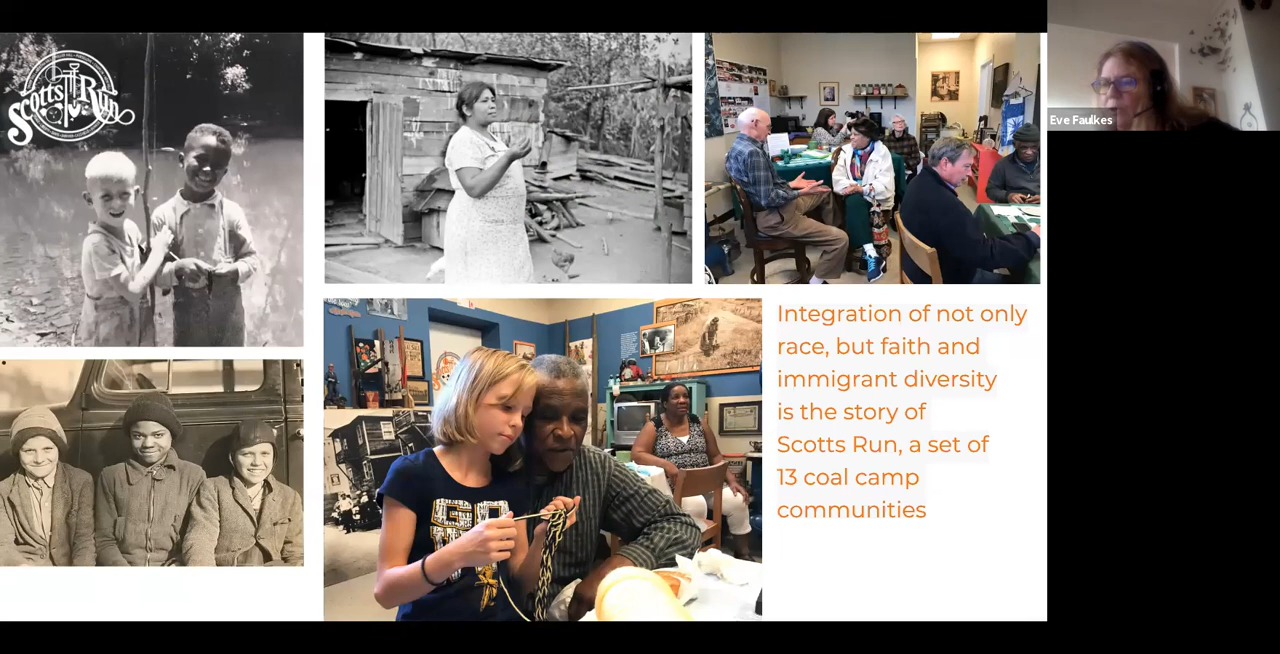 Scotts Run
Eve Faulkes
Integration of not only
race, but faith and
immigrant diversity
is the story of
Scotts Run, a set of
13 coal camp
communities